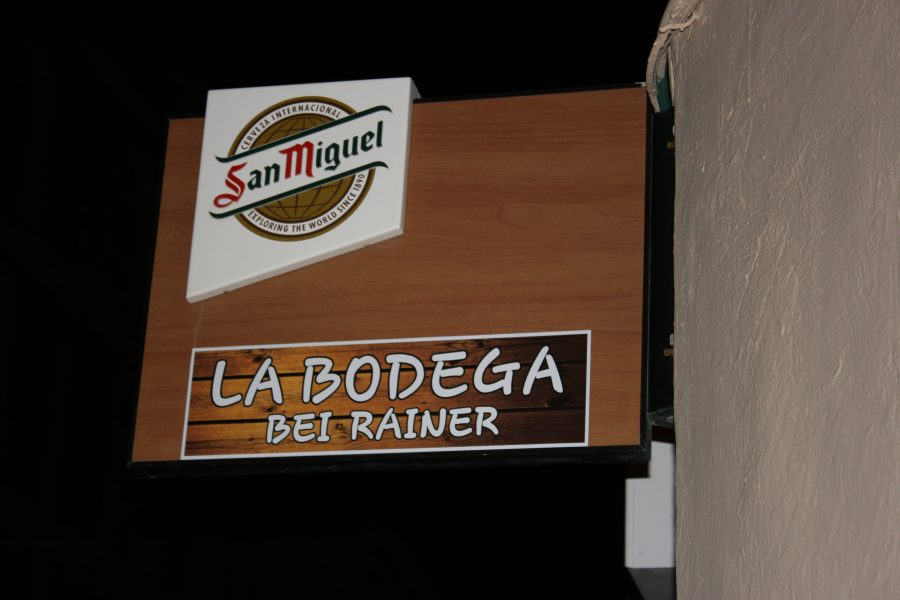 CERVEZA INTERNACIONAL
San Miguel
EXPLORING THE WORLD SINCE 1890
LA BODEGA
BEI RAINER